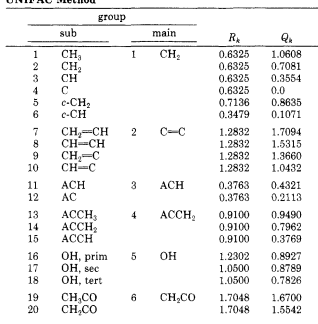 UNIFAC Method
group
sub main Rk Qk
1 CH3 1 CH2 0.6325 1.0608
2 CH2 0.6325 0.7081
3 CH 0.6325 0.3554
4 C 0.6325 0.0
5 c-CH2 0.7136 0.8635
6 c-CH 0.3479 0.1071
7 CH2=CH 2 C=C 1.2832 1.7094
8 CH=CH 1.2832 1.5315
9 CH2=C 1.2832 1.3660
10 CH=C 1.2832 1.0432
11 ACH 3 ACH 0.3763 0.4321
12 AC 0.3763 0.2113
13 ACCH3 4 ACCH2 0.9100 0.9490
14 ACCH2 0.9100 0.7962
15 ACCH 0.9100 0.3769
16 OH, prim 5 OH 1.2302 0.8927
17 OH, sec 1.0500 0.8789
18 OH, tert 1.0500 0.7826
19 CH3CO 6 CH2CO 1.7048 1.6700
20 CH2CO 1.7048 1.5542